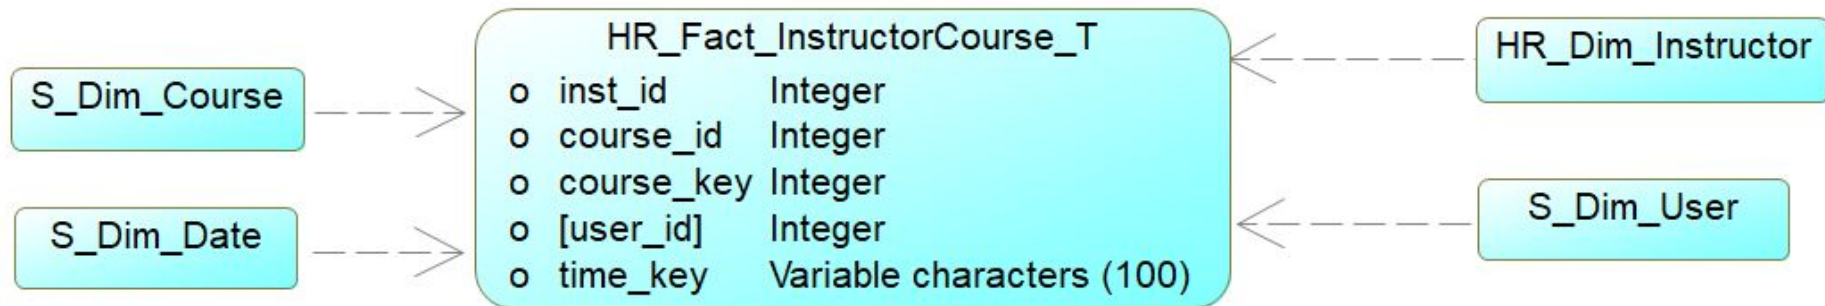 S_Dim_Course
S_Dim_Date
HR_Fact_InstructorCourse_T
o inst_id Integer
o course_id Integer
o course_key Integer
o [user_id] Integer
o time_key Variable characters (100)
HR_Dim_Instructor
S_Dim_User